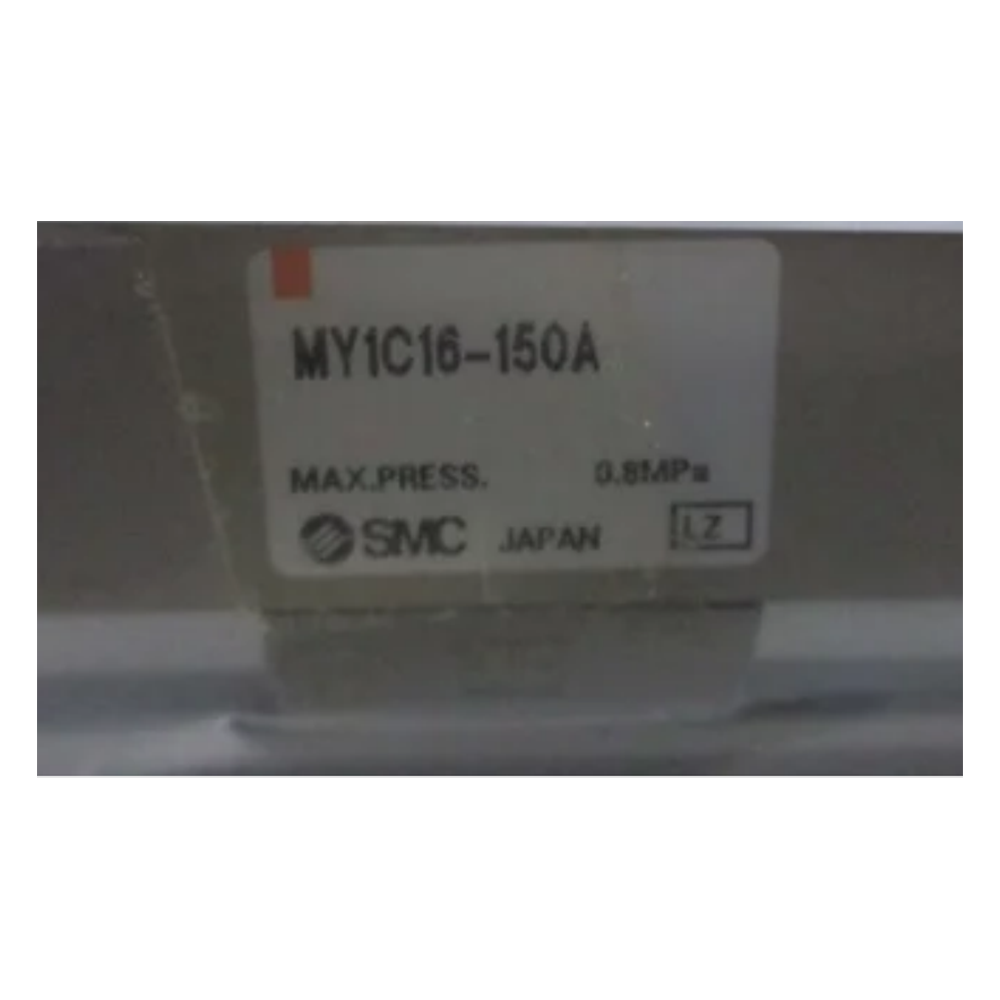 MY1C16-150A
MAX.PRESS. 0.8MPa
SMC JAPAN LZ